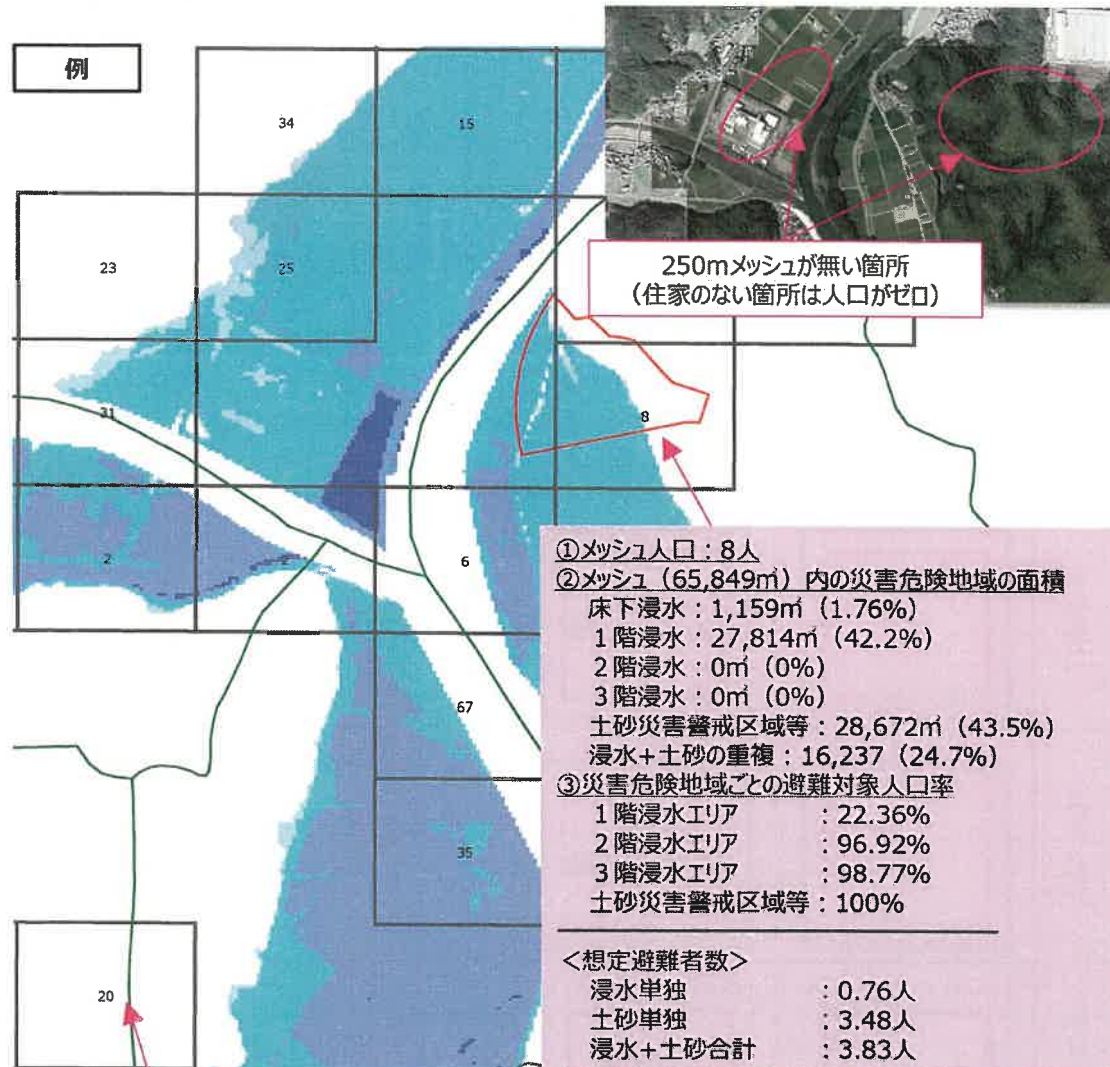 例
34
15
23
25
250mメッシュが無い箇所
(住家のない箇所は人口がゼロ)
31
8
2
6
67
35
20
①メッシュ人口：8人
②メッシュ（65,849㎡）内の災害危険地域の面積
床下浸水：1,159㎡（1.76%）
1階浸水：27,814㎡（42.2%）
2階浸水：0㎡（0%）
3階浸水：0㎡（0%）
土砂災害警戒区域等：28,672㎡（43.5%）
浸水+土砂の重複：16,237（24.7%）
③災害危険地域ごとの避難対象人口率
1階浸水エリア：22.36%
2階浸水エリア：96.92%
3階浸水エリア：98.77%
土砂災害警戒区域等：100%
＜想定避難者数＞
浸水単独：0.76人
土砂単独：3.48人
浸水+土砂合計：3.83人